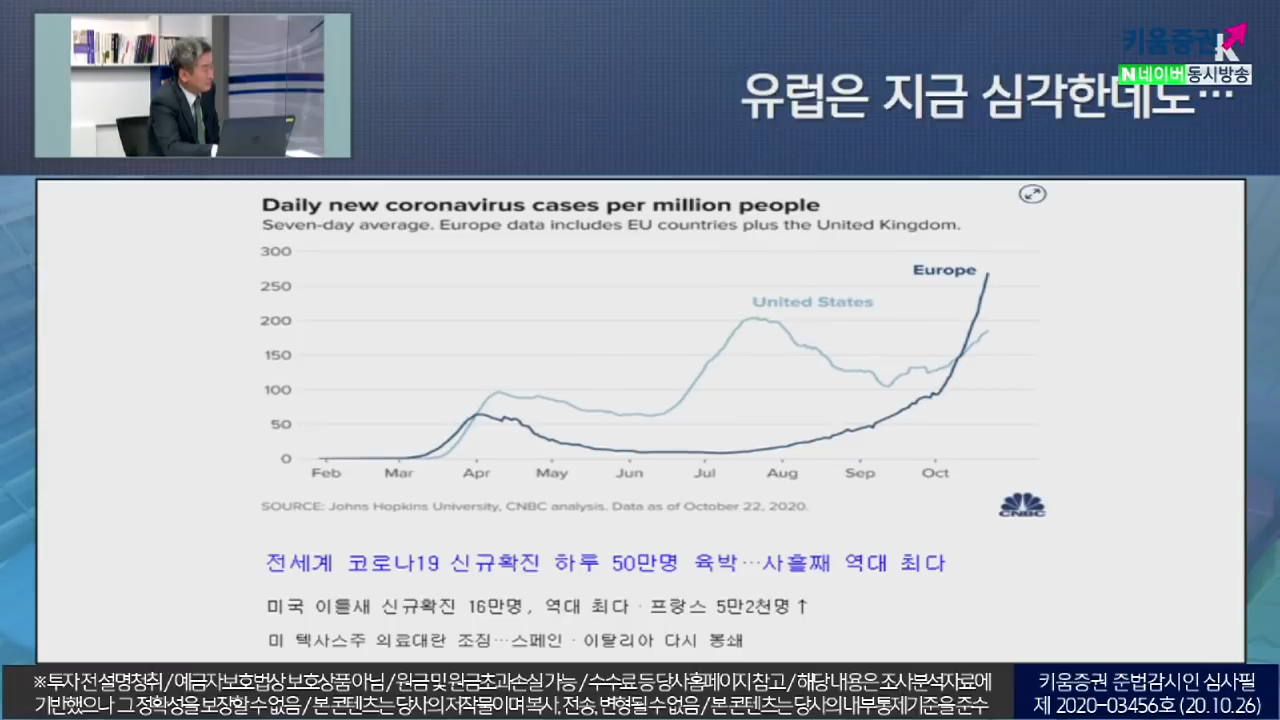 키움증권
N 네이버 동시방송
유럽은 지금 심각한데도…
Daily new coronavirus cases per million people
Seven-day average. Europe data includes EU countries plus the United Kingdom.
300
250
200
150
100
50
0
Europe
United States
Feb Mar Apr May Jun Jul Aug Sep Oct
SOURCE: Johns Hopkins University, CNBC analysis. Data as of October 22, 2020.
CNBC
전세계 코로나19 신규확진 하루 50만명 육박…사흘째 역대 최다
미국 이틀새 신규확진 16만명, 역대 최다·프랑스 5만2천명↑
미 텍사스주 의료대란 조짐…스페인·이탈리아 다시 봉쇄
※ 투자 전 설명청취 / 예금자보호법상 보호상품 아님 / 원금 및 원금초과손실 가능 / 수수료 등 당사 홈페이지 참고 / 해당 내용은 조사분석자료에
기반했으나 그 정확성을 보장할 수 없음 / 본 콘텐츠는 당사의 저작물이며 복사, 전송, 변형될 수 없음 / 본 콘텐츠는 당사의 내부통제기준을 준수
키움증권 준법감시인 심사필
제 2020-03456호 (20.10.26)